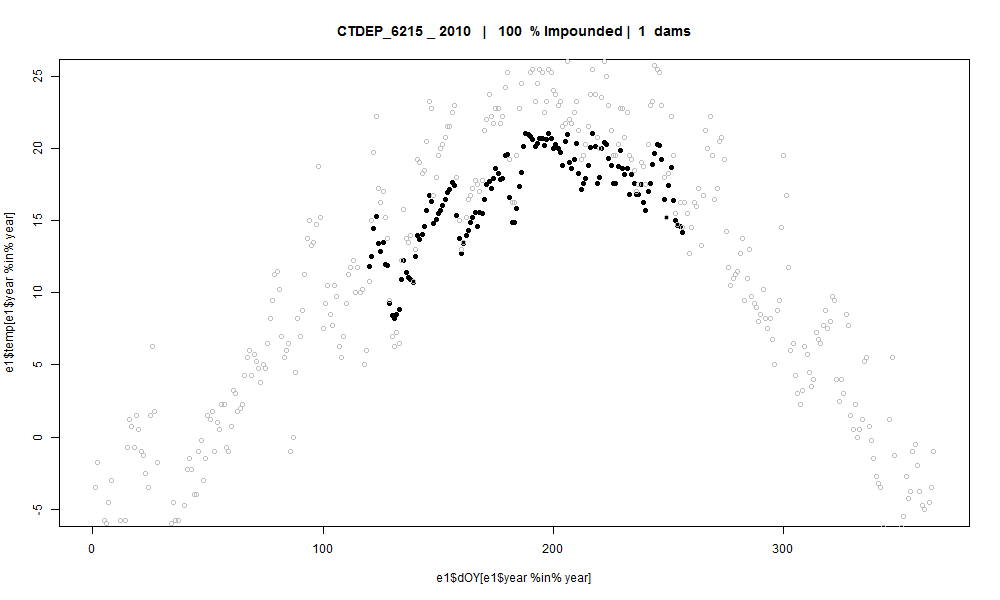 CTDEP_6215 _ 2010 | 100 % Impounded | 1 dams
25
20
15
10
5
0
-5
e1$temp[e1$year %in% year]
0 100 200 300
e1$dOY[e1$year %in% year]